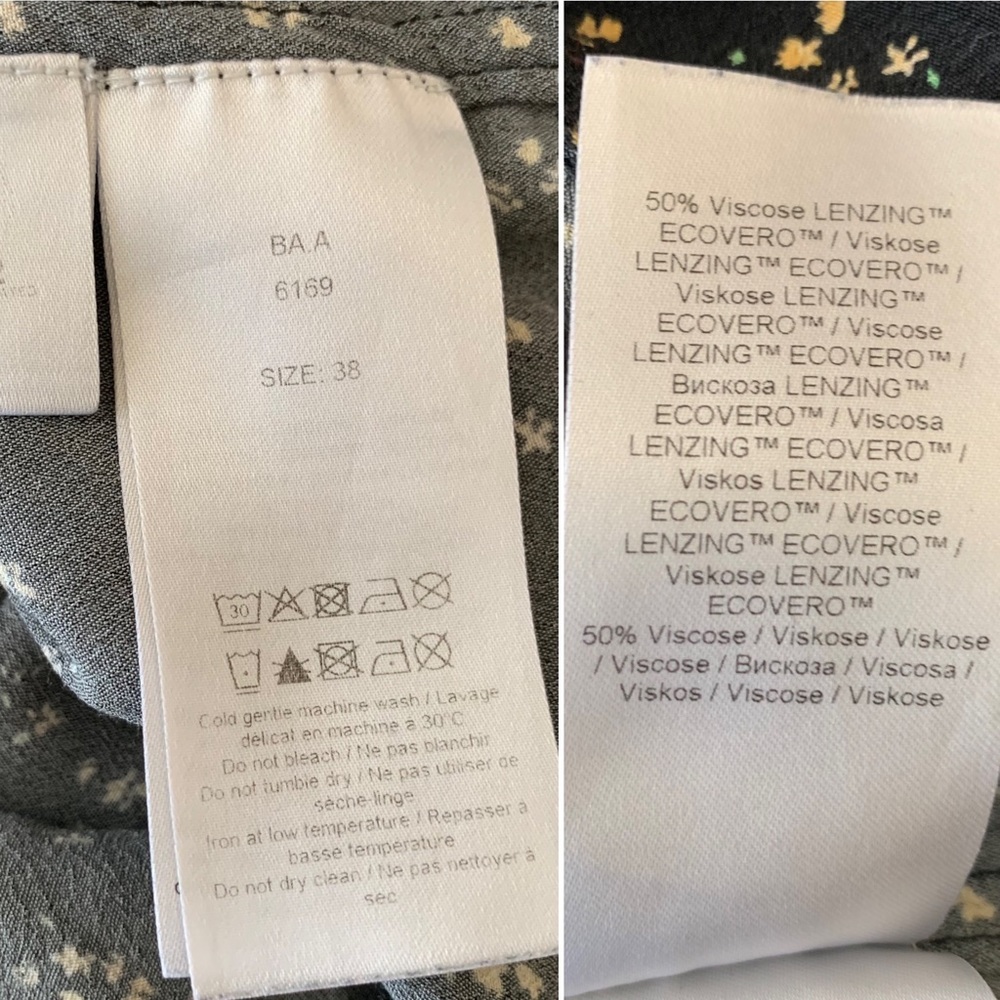 BA.A
6169
SIZE: 38
30
Cold gentle machine wash / Lavage
délicat en machine à 30°C
Do not bleach / Ne pas blanchir
Do not tumble dry / Ne pas utiliser de
sèche-linge
Iron at low temperature / Repasser à
basse temperature
Do not dry clean / Ne pas nettoyer à
sec
50% Viscose LENZING™
ECOVERO™ / Viskose
LENZING™ ECOVERO™ /
Viskose LENZING™
ECOVERO™ / Viscose
LENZING™ ECOVERO™ /
Вискоза LENZING™
ECOVERO™ / Viscosa
LENZING™ ECOVERO™ /
Viskos LENZING™
ECOVERO™ / Viscose
LENZING™ ECOVERO™ /
Viskose LENZING™
ECOVERO™
50% Viscose / Viskose / Viskose
/ Viscose / Вискоза / Viscosa /
Viskos / Viscose / Viskose